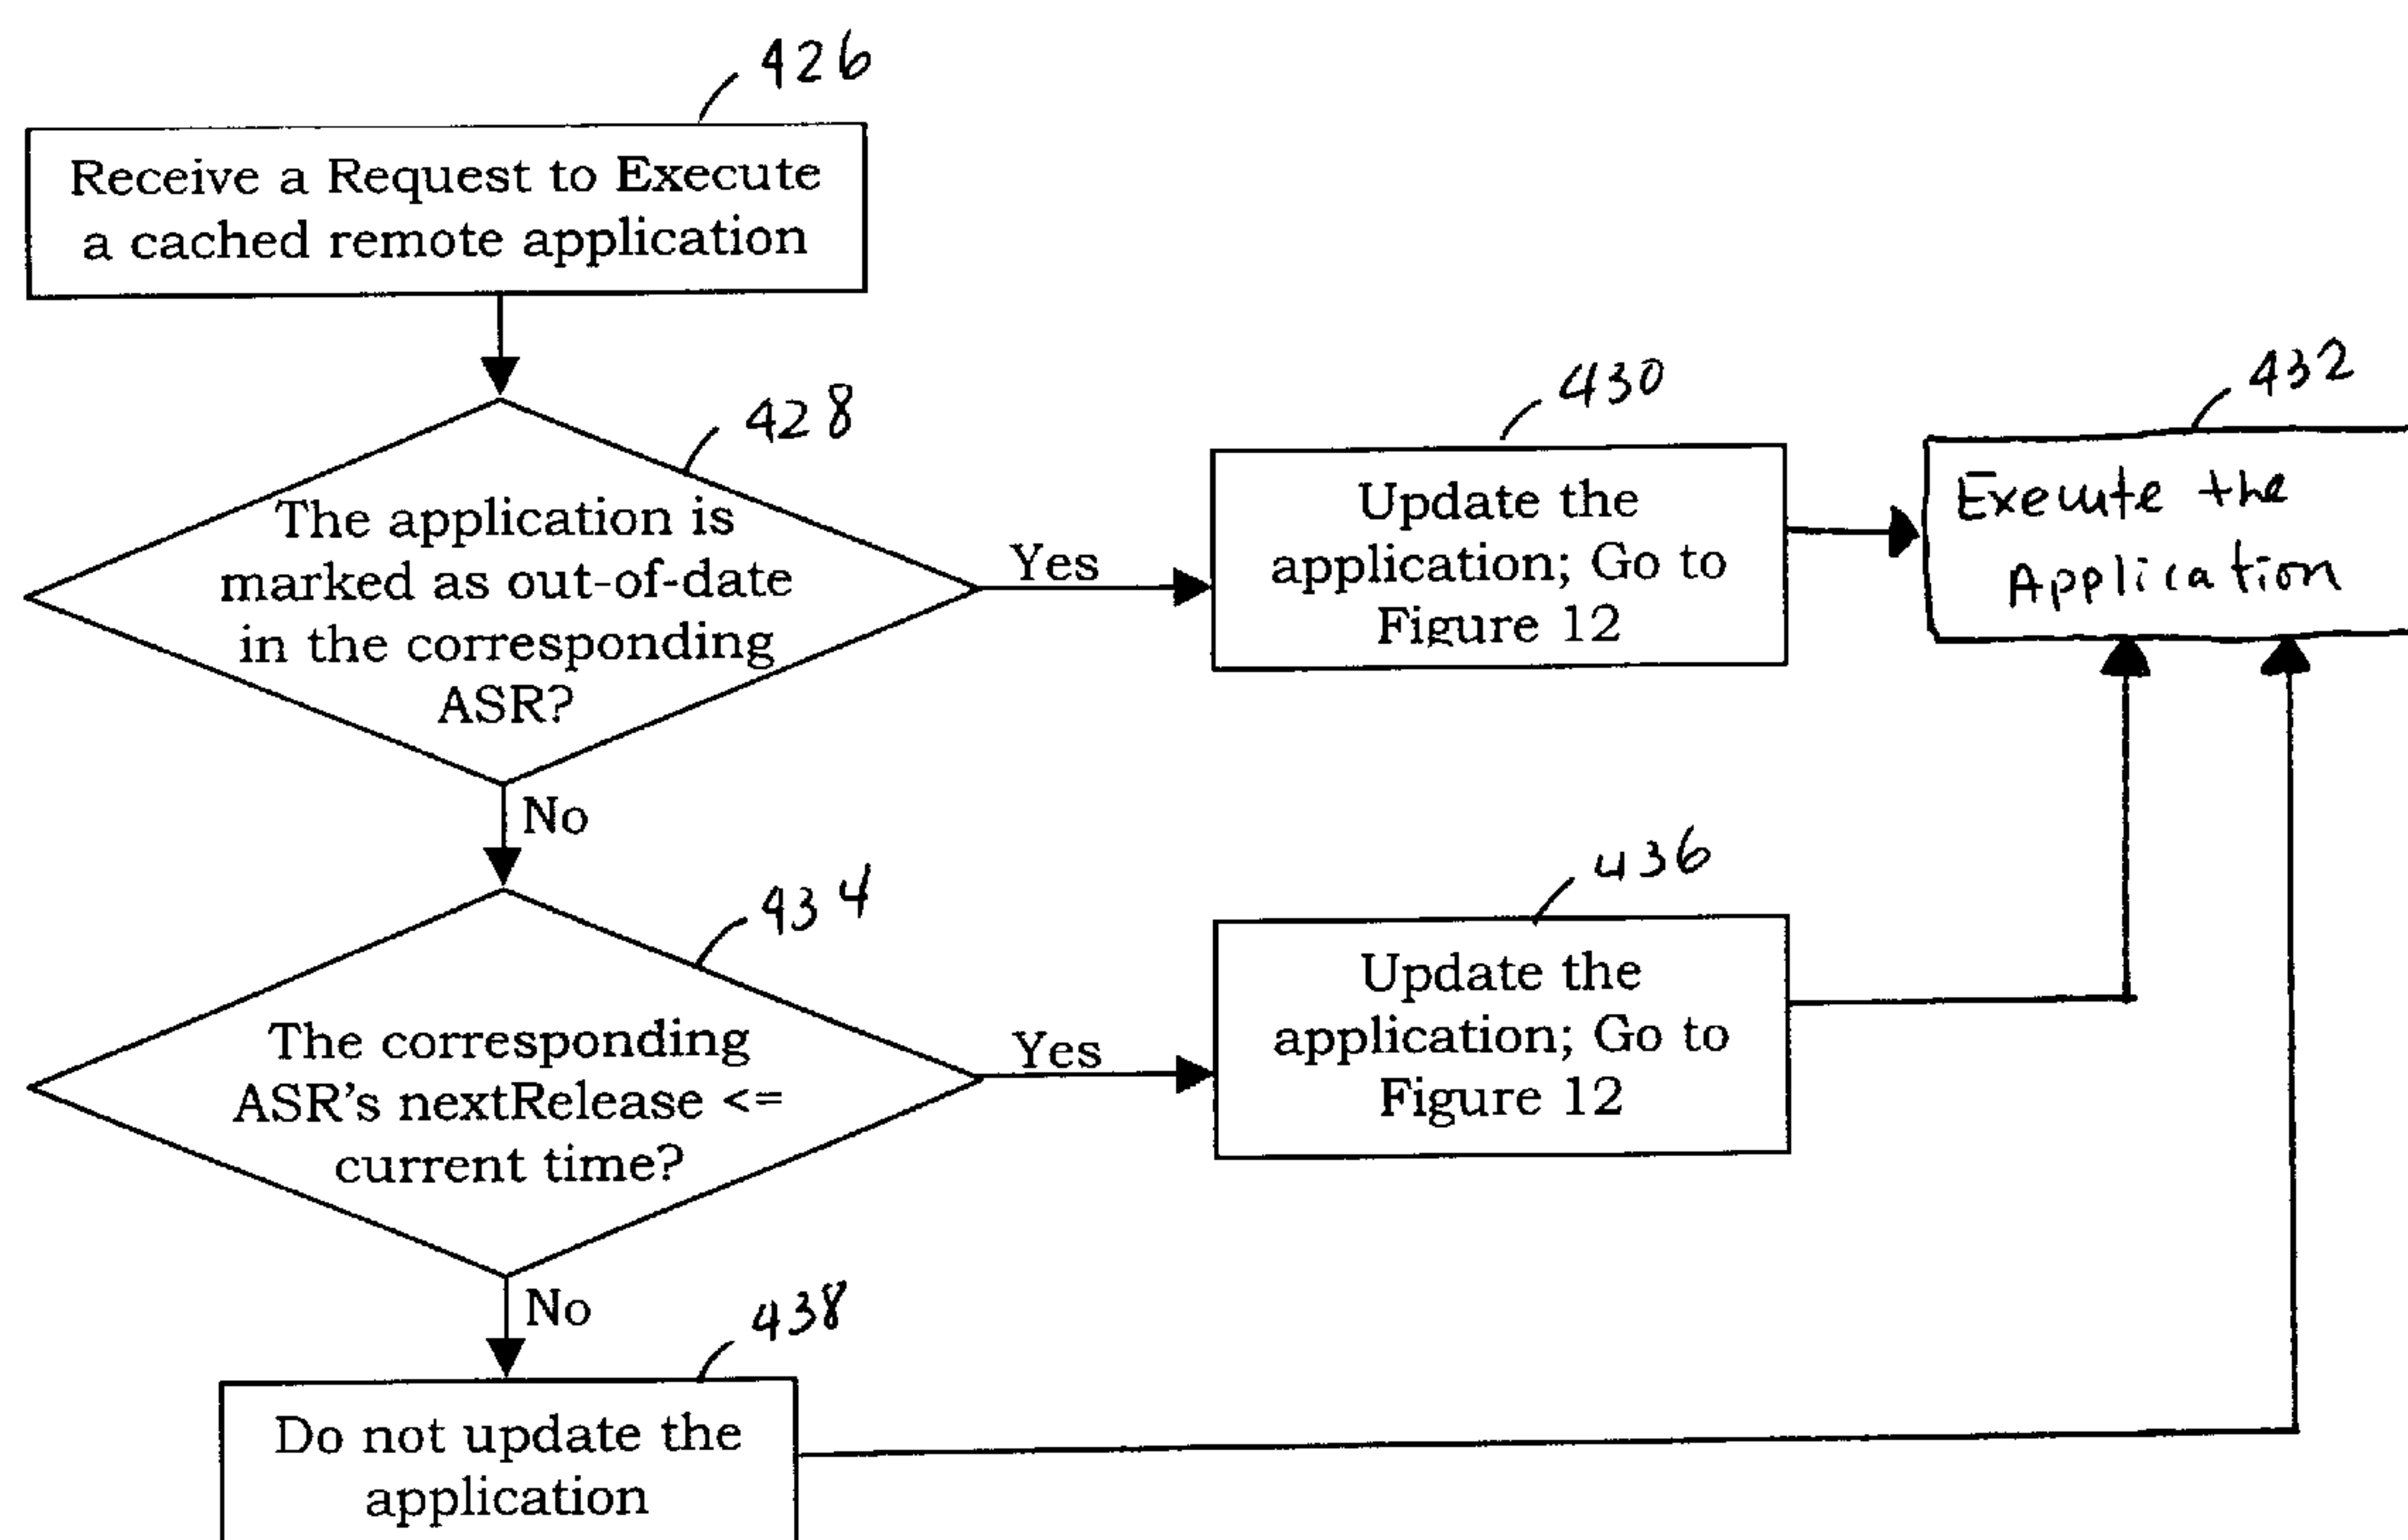 426
Receive a Request to Execute
a cached remote application
428
The application is
marked as out-of-date
in the corresponding
ASR?
Yes
430
Update the
application; Go to
Figure 12
432
Execute the
Application
No
434
The corresponding
ASR's nextRelease <=
current time?
Yes
436
Update the
application; Go to
Figure 12
No
438
Do not update the
application